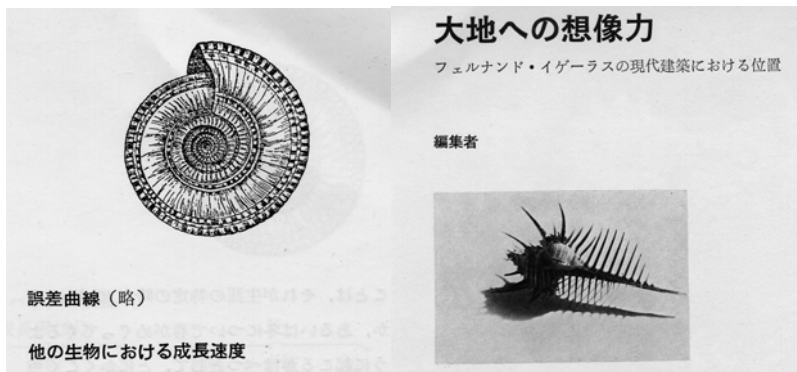 誤差曲線（略）
他の生物における成長速度
大地への想像力
フェルナンド・イゲーラスの現代建築における位置
編集者